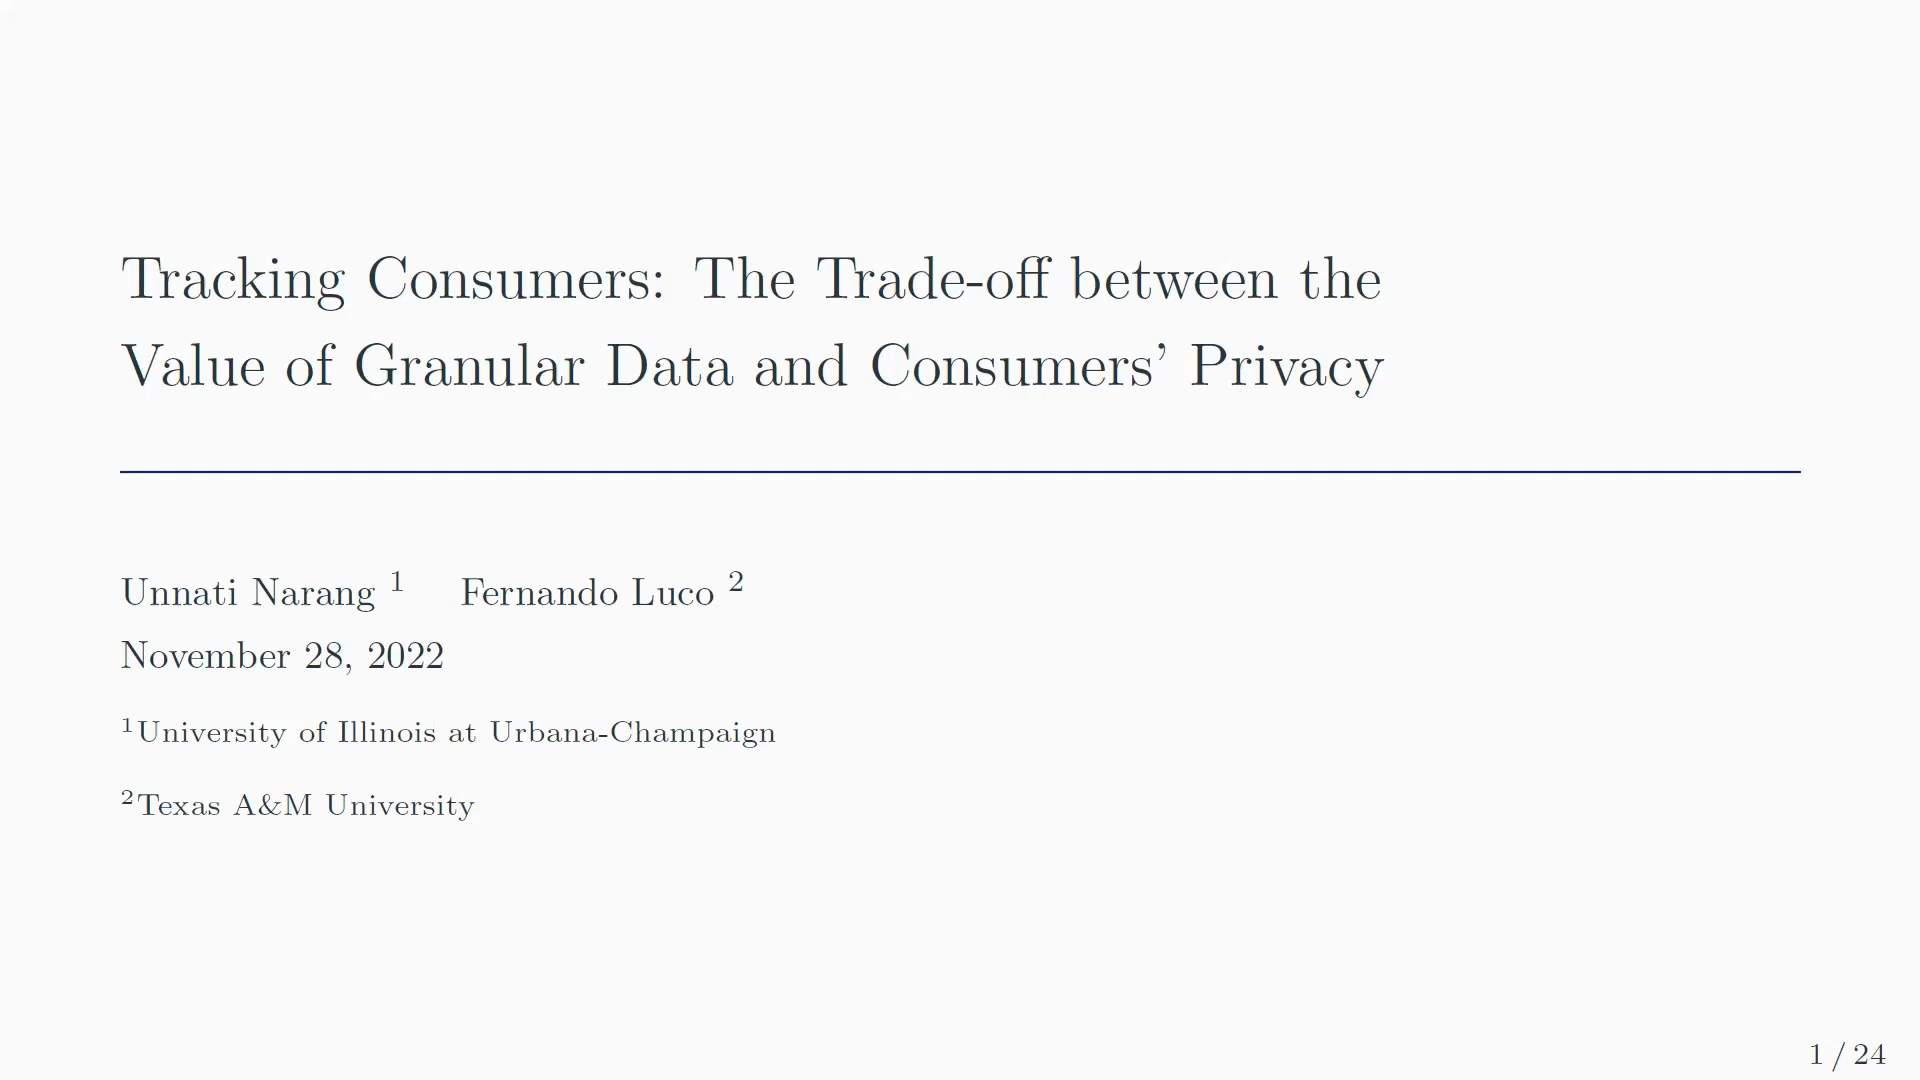 Tracking Consumers: The Trade-off between the
Value of Granular Data and Consumers’ Privacy
Unnati Narang ¹ Fernando Luco ²
November 28, 2022
¹University of Illinois at Urbana-Champaign
²Texas A&M University
1 / 24